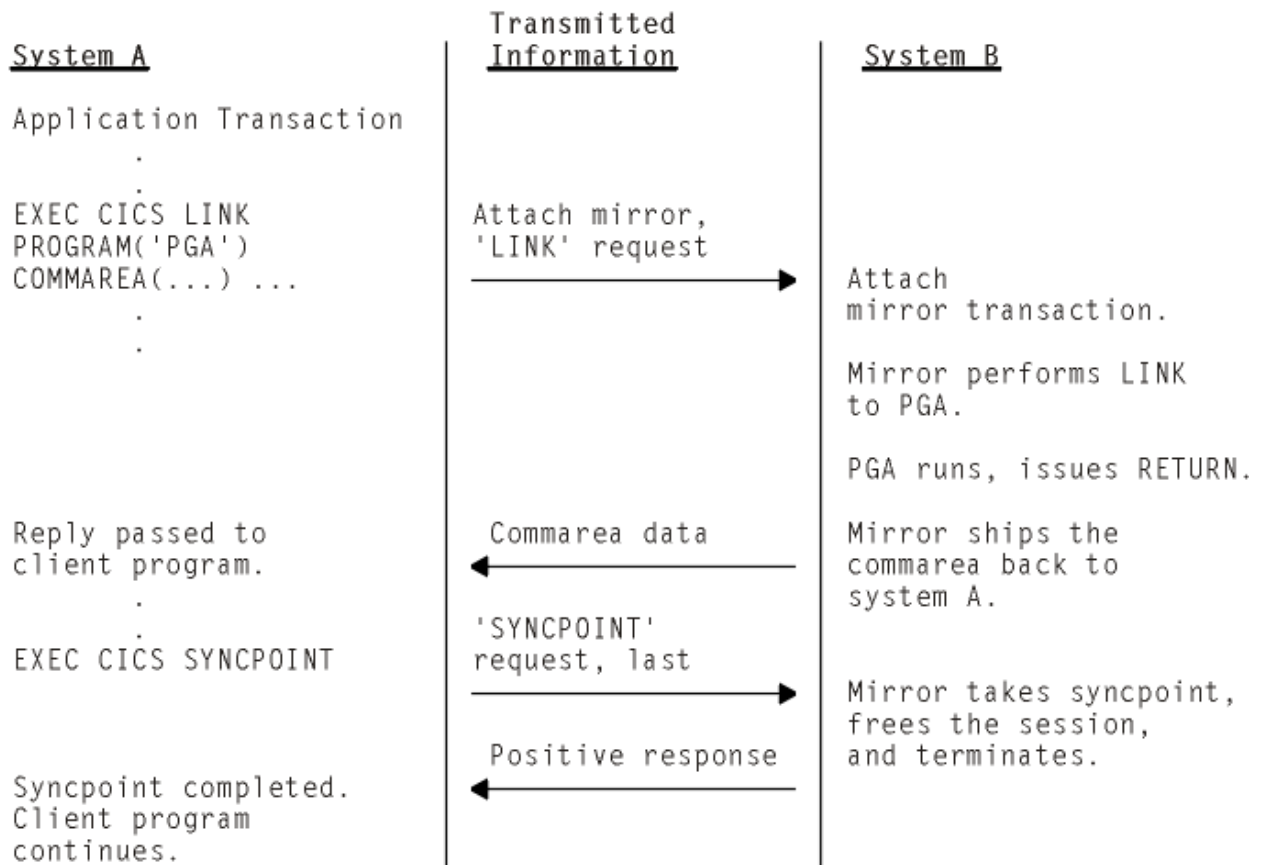 Transmitted
System A Information System B
Application Transaction
.
.
EXEC CICS LINK Attach mirror,
PROGRAM('PGA') 'LINK' request
COMMAREA(...) ... Attach
. mirror transaction.
.
Mirror performs LINK
to PGA.
PGA runs, issues RETURN.
Reply passed to Commarea data Mirror ships the
client program. commarea back to
. system A.
. 'SYNCPOINT'
EXEC CICS SYNCPOINT request, last
Mirror takes syncpoint,
frees the session,
Positive response and terminates.
Syncpoint completed.
Client program
continues.